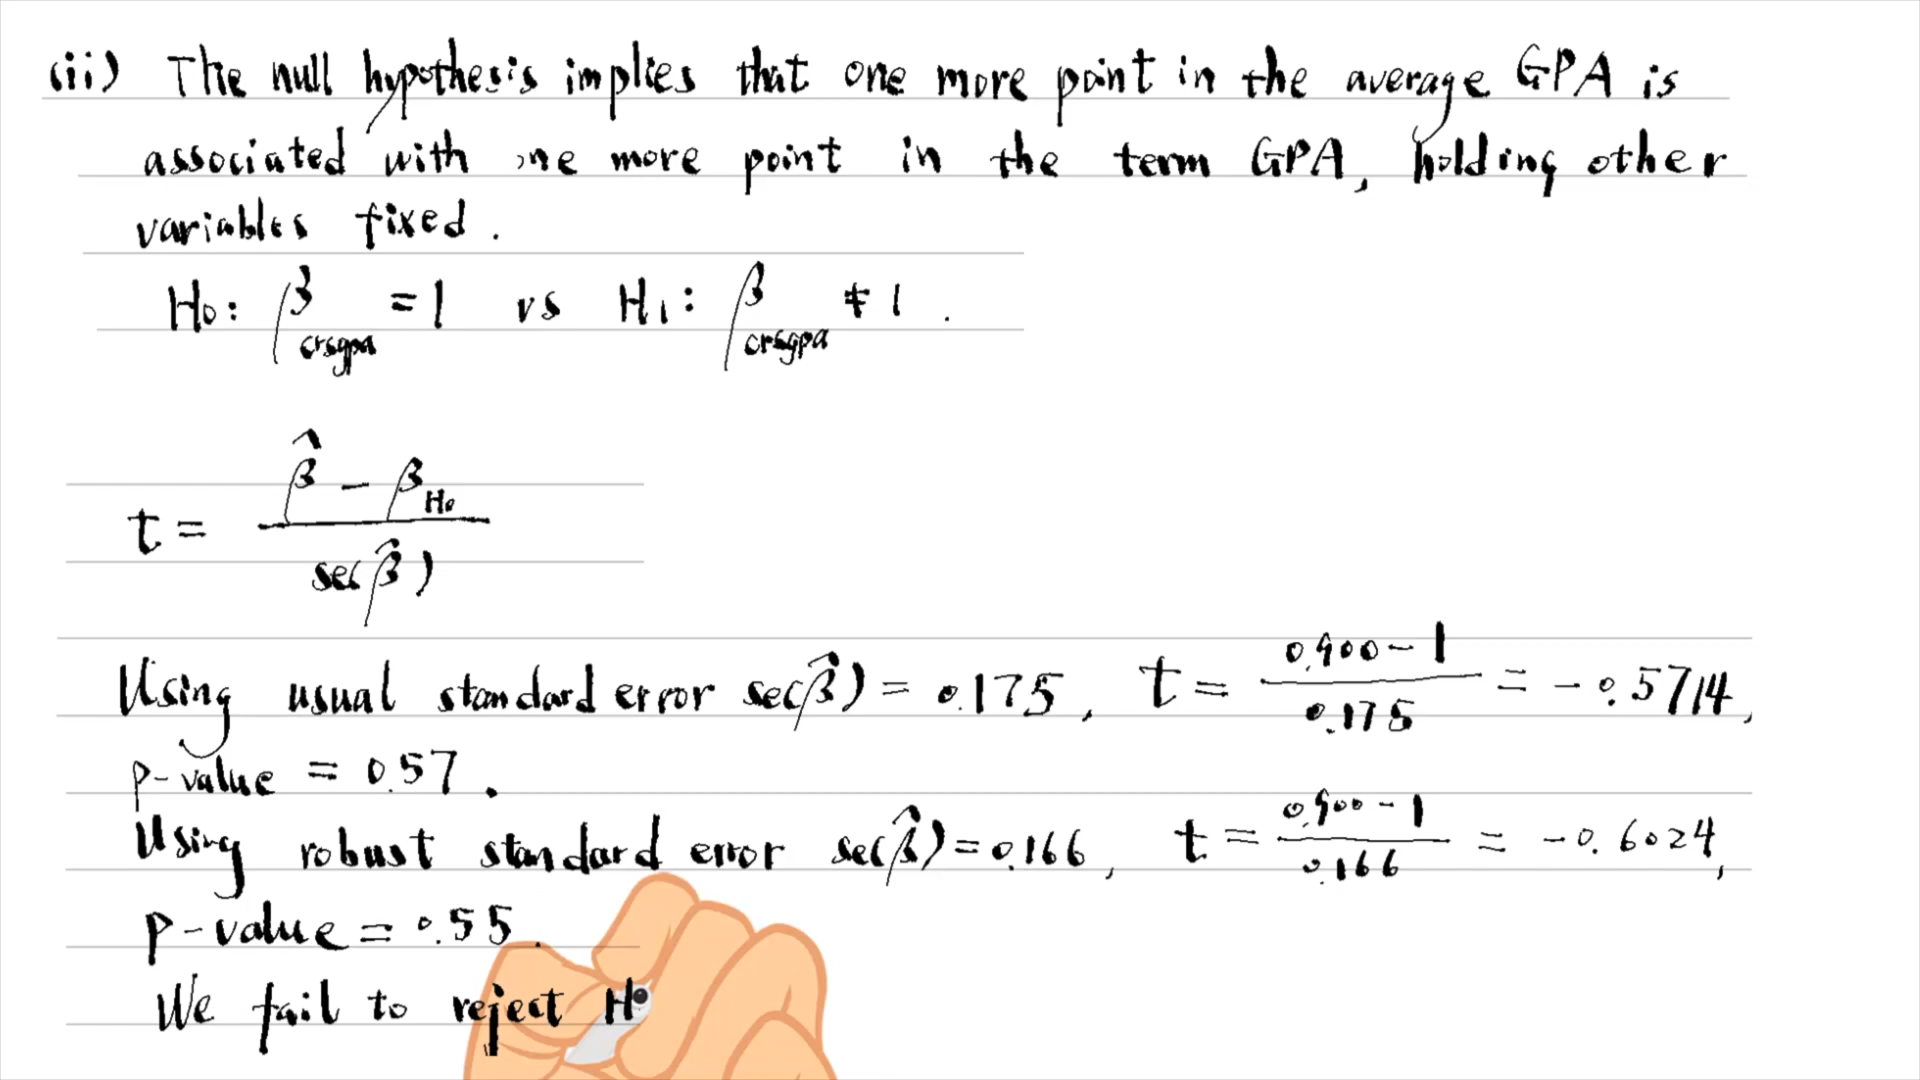 (ii) The null hypothesis implies that one more point in the average GPA is
associated with one more point in the term GPA, holding other
variables fixed.
H₀: β_crsgpa = 1 vs H₁: β_crsgpa ≠ 1.
t = (β̂ - β_H₀) / se(β̂)
Using usual standard error se(β̂) = 0.175, t = (0.900 - 1) / 0.175 = -0.5714,
p-value = 0.57.
Using robust standard error se(β̂) = 0.166, t = (0.900 - 1) / 0.166 = -0.6024,
p-value = 0.55.
We fail to reject H